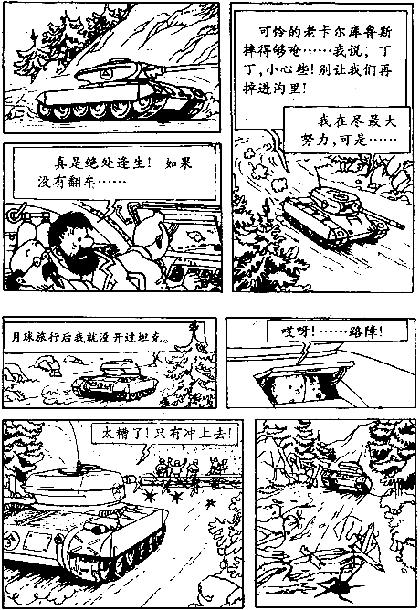 可怜的老卡尔库鲁斯
摔得够呛……我说，丁
丁，小心些！别让我们再
掉进沟里！
我在尽最大
努力，可是……
真是绝处逢生！如果
没有翻车……
月球旅行后我就没开过坦克。
哎呀！……路障！
太糟了！只有冲上去！